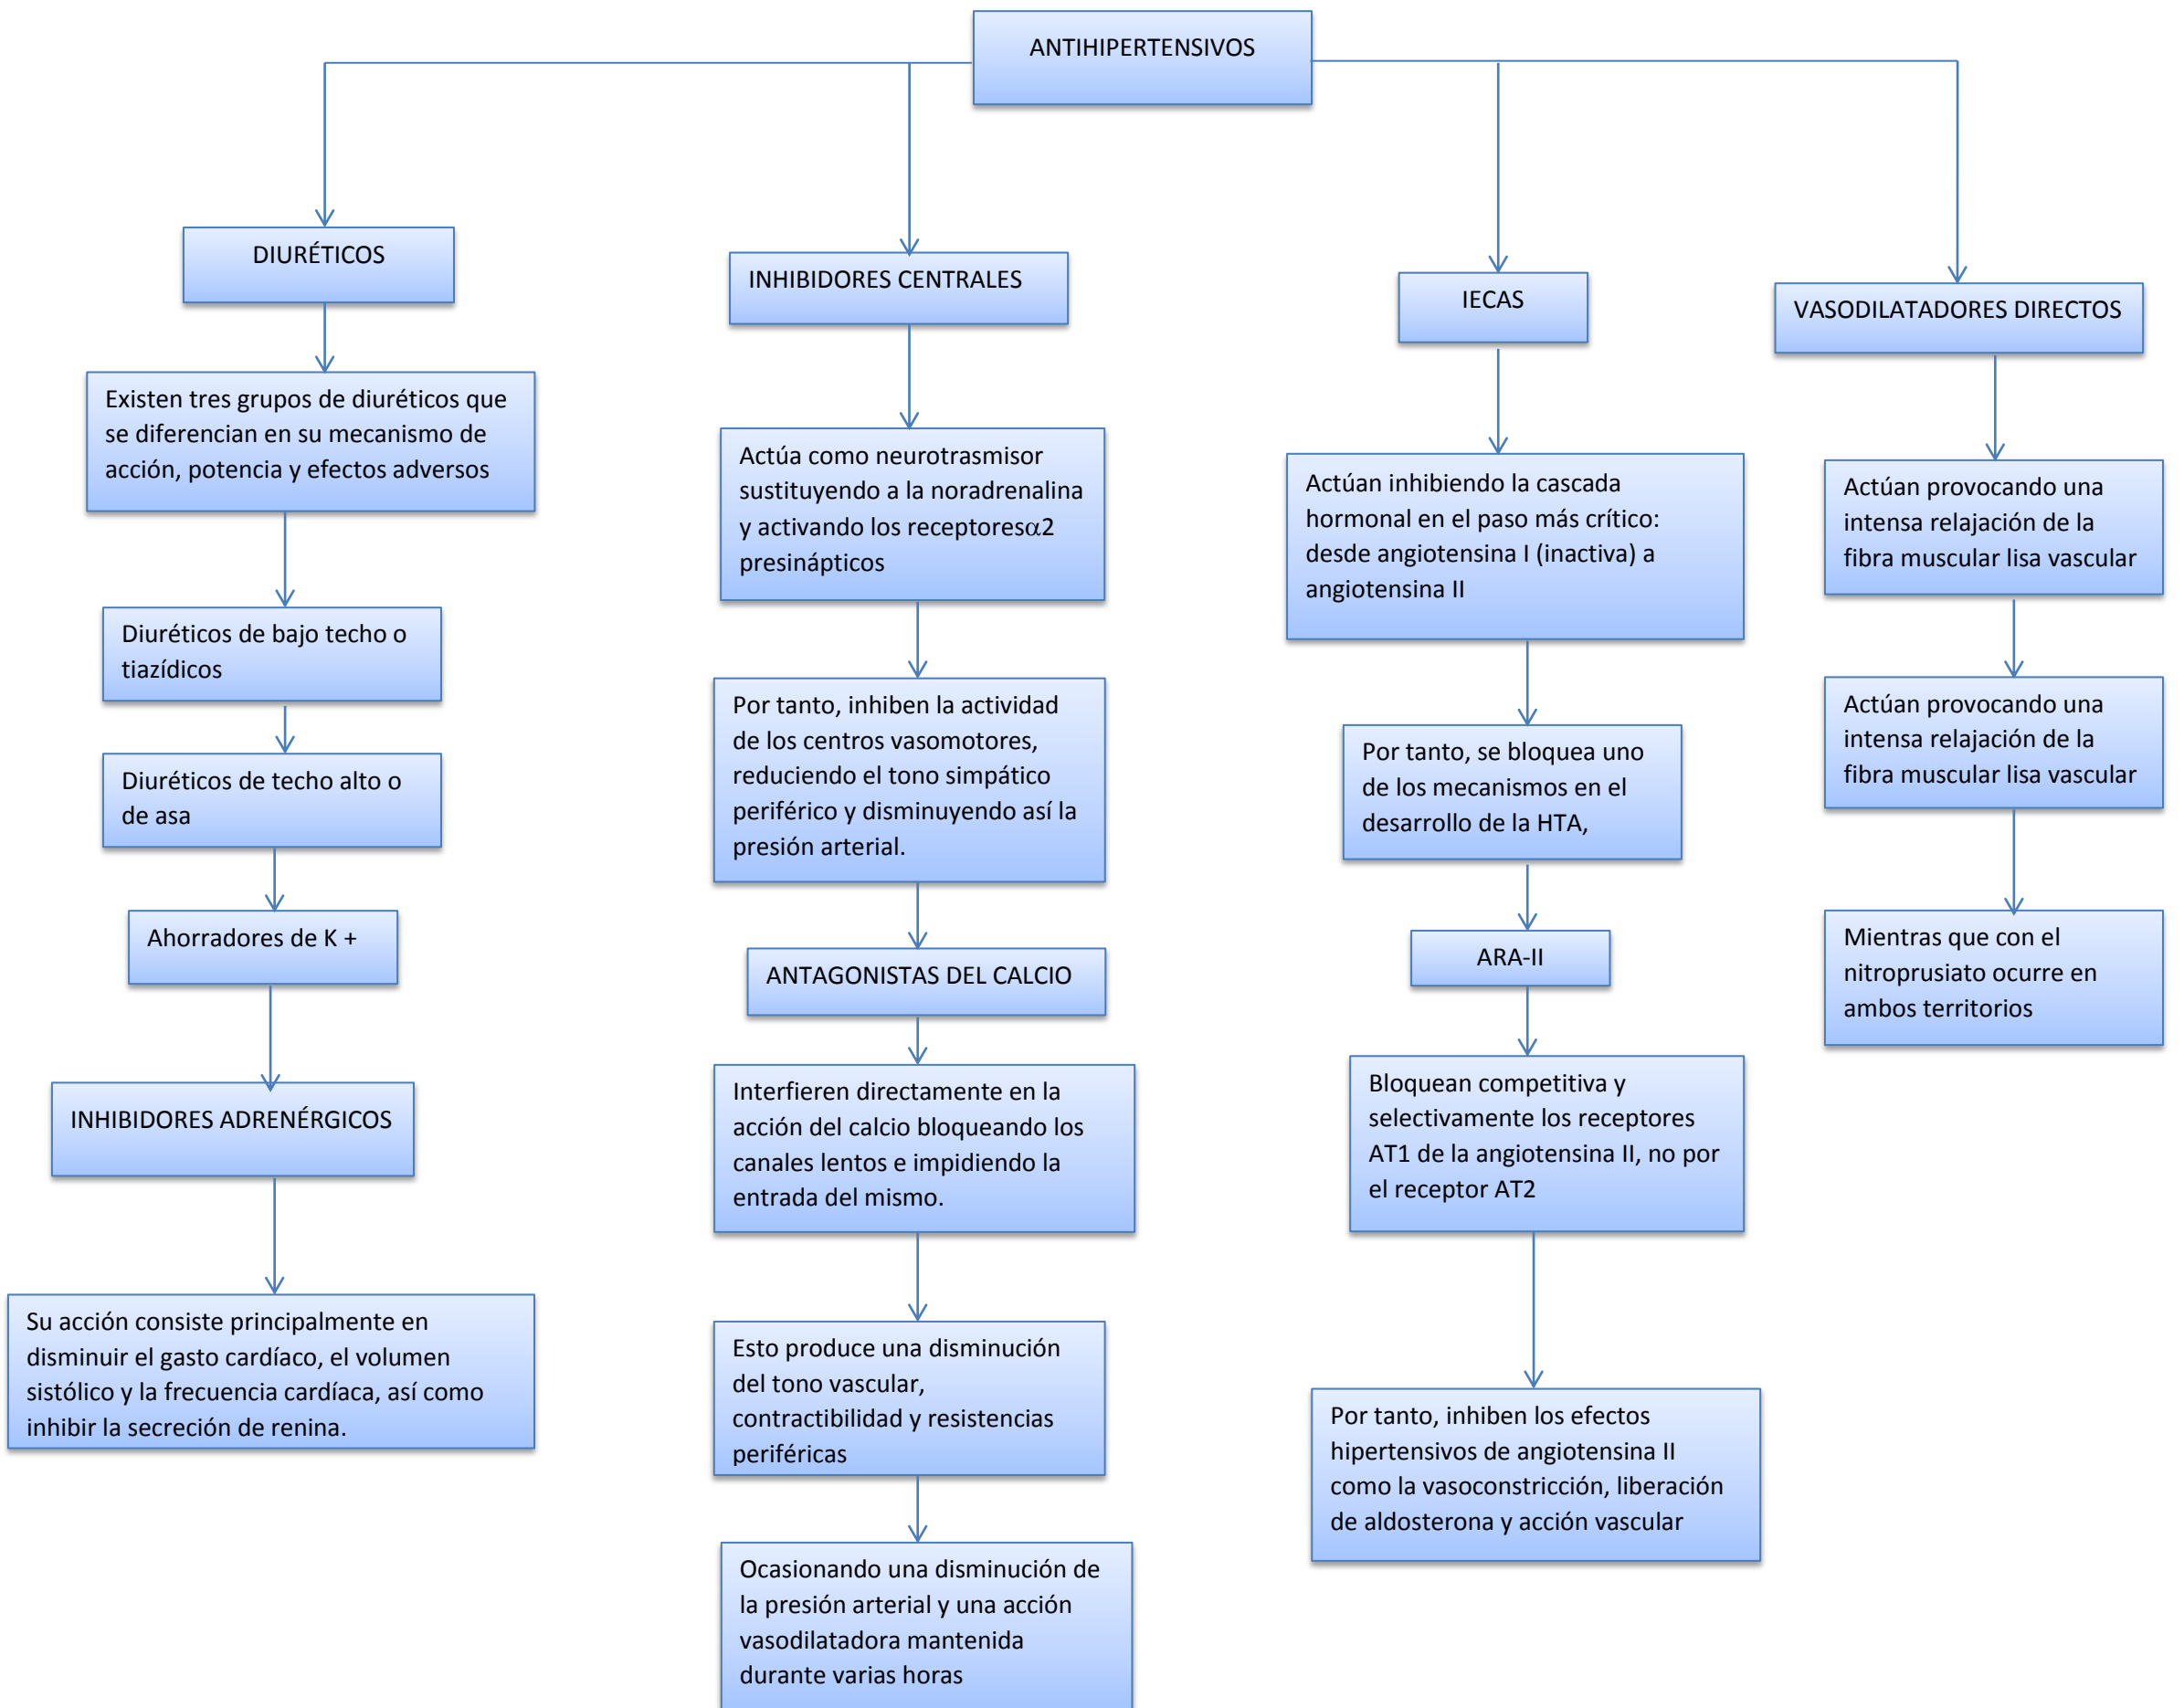 ANTIHIPERTENSIVOS
DIURÉTICOS
Existen tres grupos de diuréticos que
se diferencian en su mecanismo de
acción, potencia y efectos adversos
Diuréticos de bajo techo o
tiazídicos
Diuréticos de techo alto o
de asa
Ahorradores de K +
INHIBIDORES ADRENÉRGICOS
Su acción consiste principalmente en
disminuir el gasto cardíaco, el volumen
sistólico y la frecuencia cardíaca, así como
inhibir la secreción de renina.
INHIBIDORES CENTRALES
Actúa como neurotrasmisor
sustituyendo a la noradrenalina
y activando los receptoresα2
presinápticos
Por tanto, inhiben la actividad
de los centros vasomotores,
reduciendo el tono simpático
periférico y disminuyendo así la
presión arterial.
ANTAGONISTAS DEL CALCIO
Interfieren directamente en la
acción del calcio bloqueando los
canales lentos e impidiendo la
entrada del mismo.
Esto produce una disminución
del tono vascular,
contractibilidad y resistencias
periféricas
Ocasionando una disminución de
la presión arterial y una acción
vasodilatadora mantenida
durante varias horas
IECAS
Actúan inhibiendo la cascada
hormonal en el paso más crítico:
desde angiotensina I (inactiva) a
angiotensina II
Por tanto, se bloquea uno
de los mecanismos en el
desarrollo de la HTA,
ARA-II
Bloquean competitiva y
selectivamente los receptores
AT1 de la angiotensina II, no por
el receptor AT2
Por tanto, inhiben los efectos
hipertensivos de angiotensina II
como la vasoconstricción, liberación
de aldosterona y acción vascular
VASODILATADORES DIRECTOS
Actúan provocando una
intensa relajación de la
fibra muscular lisa vascular
Actúan provocando una
intensa relajación de la
fibra muscular lisa vascular
Mientras que con el
nitroprusiato ocurre en
ambos territorios